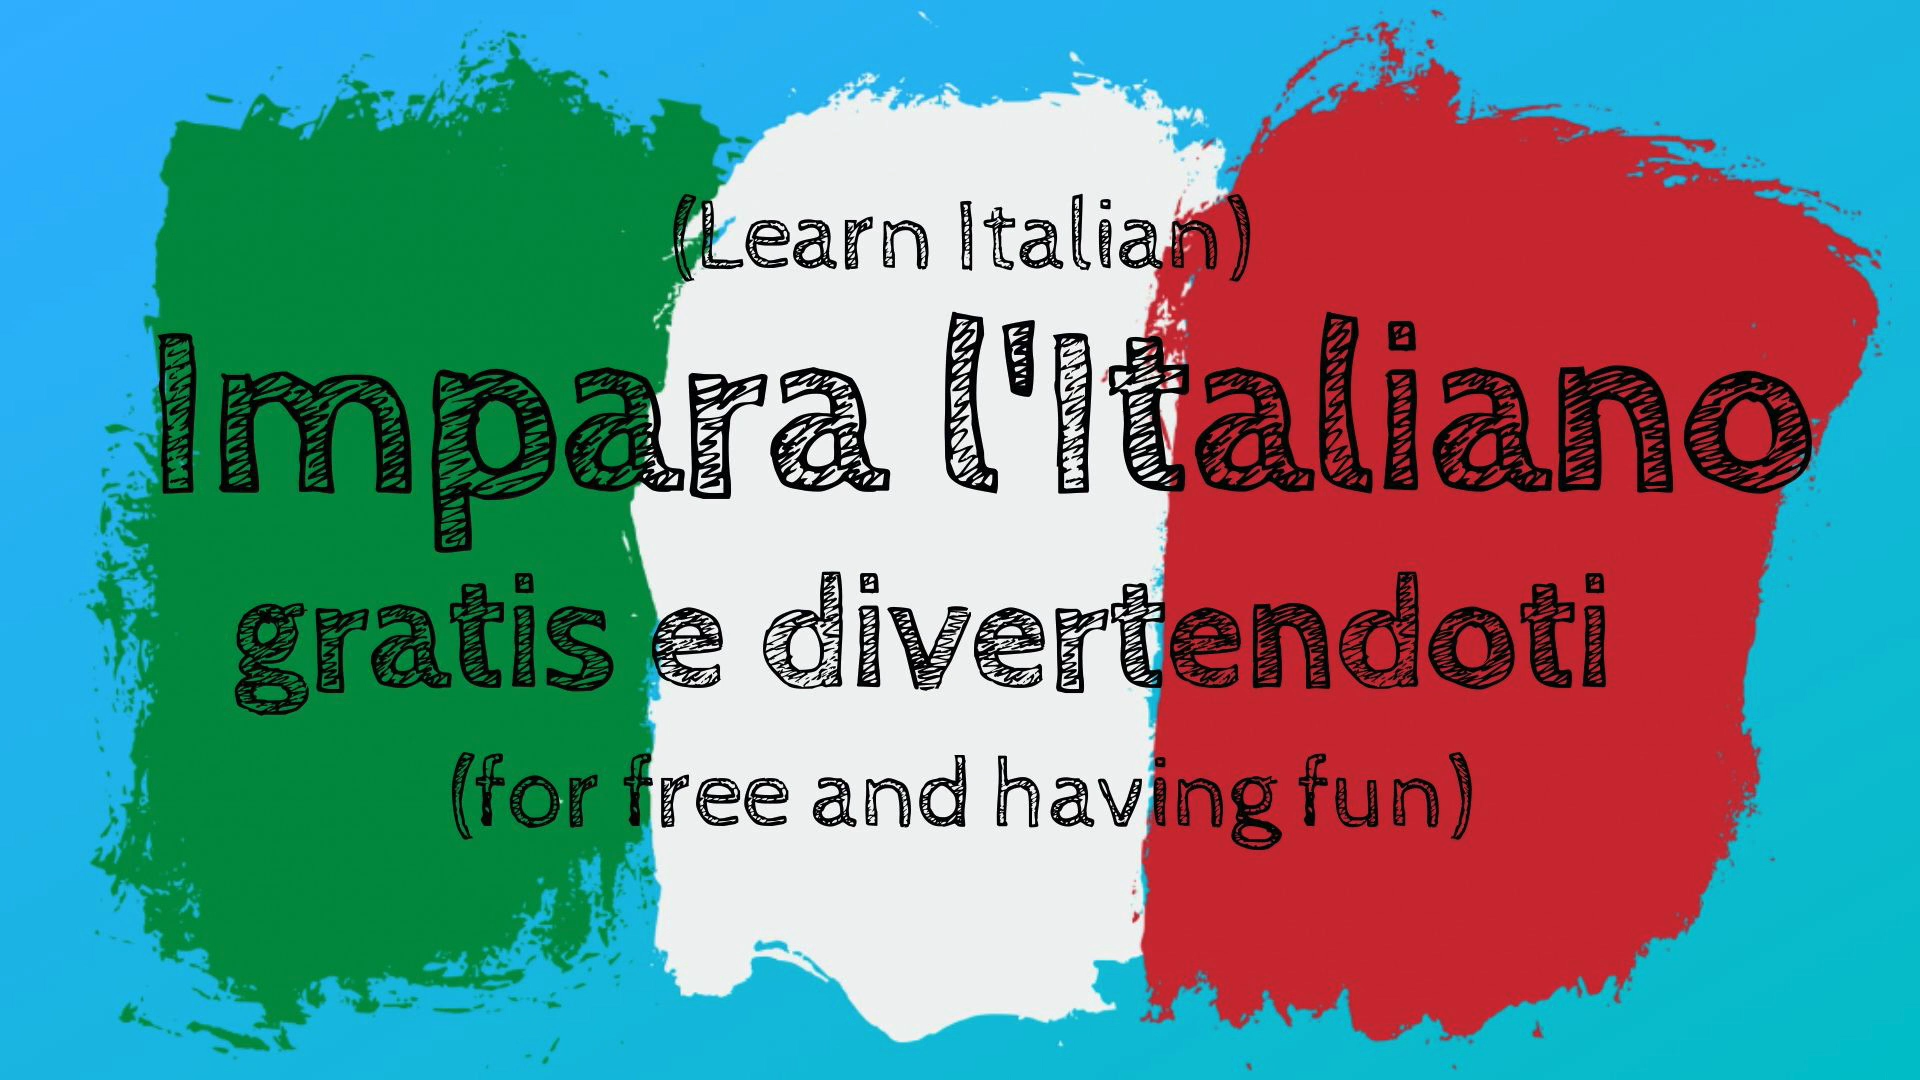 (Learn Italian)
Impara l'Italiano
gratis e divertendoti
(for free and having fun)